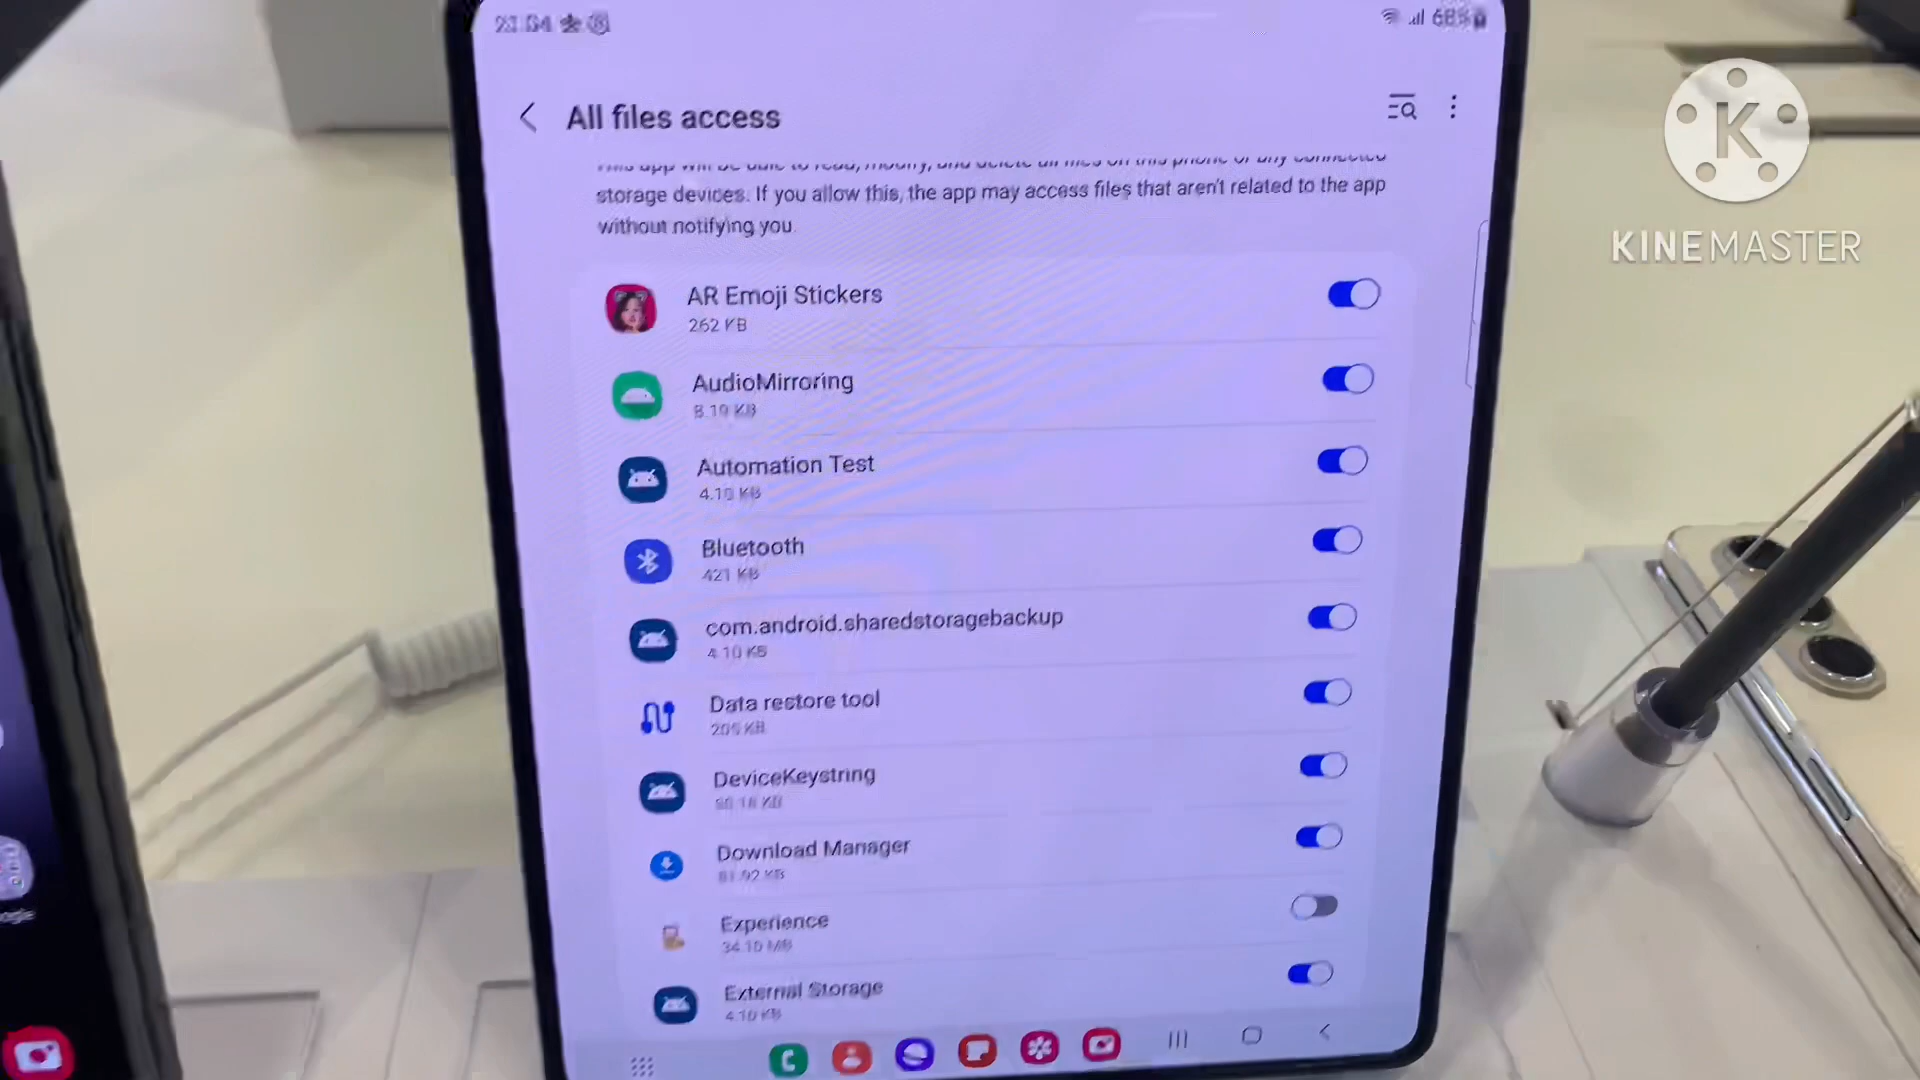 23:54
68%
All files access
This app will be able to read, modify, and delete all files on this phone or any connected
storage devices. If you allow this, the app may access files that aren't related to the app
without notifying you.
AR Emoji Stickers
262 KB
AudioMirroring
8.19 KB
Automation Test
4.10 KB
Bluetooth
421 KB
com.android.sharedstoragebackup
4.10 KB
Data restore tool
205 KB
DeviceKeystring
KB
Download Manager
81.92 KB
Experience
34.10 MB
External Storage
4.10 KB
K
KINEMASTER